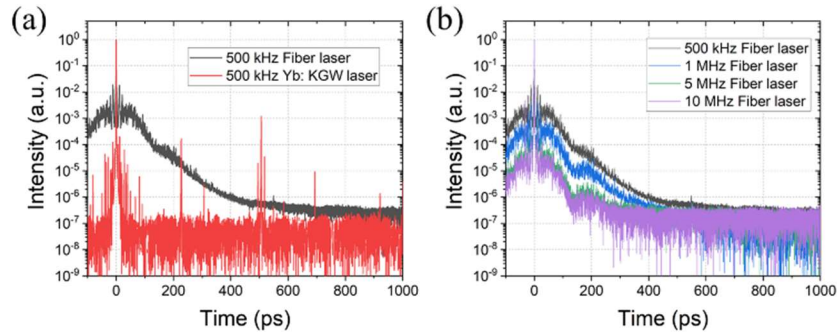 (a)
10⁰
10⁻¹
10⁻²
10⁻³
10⁻⁴
10⁻⁵
10⁻⁶
10⁻⁷
10⁻⁸
10⁻⁹
Intensity (a.u.)
500 kHz Fiber laser
500 kHz Yb: KGW laser
0 200 400 600 800 1000
Time (ps)
(b)
10⁰
10⁻¹
10⁻²
10⁻³
10⁻⁴
10⁻⁵
10⁻⁶
10⁻⁷
10⁻⁸
10⁻⁹
Intensity (a.u.)
500 kHz Fiber laser
1 MHz Fiber laser
5 MHz Fiber laser
10 MHz Fiber laser
0 200 400 600 800 1000
Time (ps)